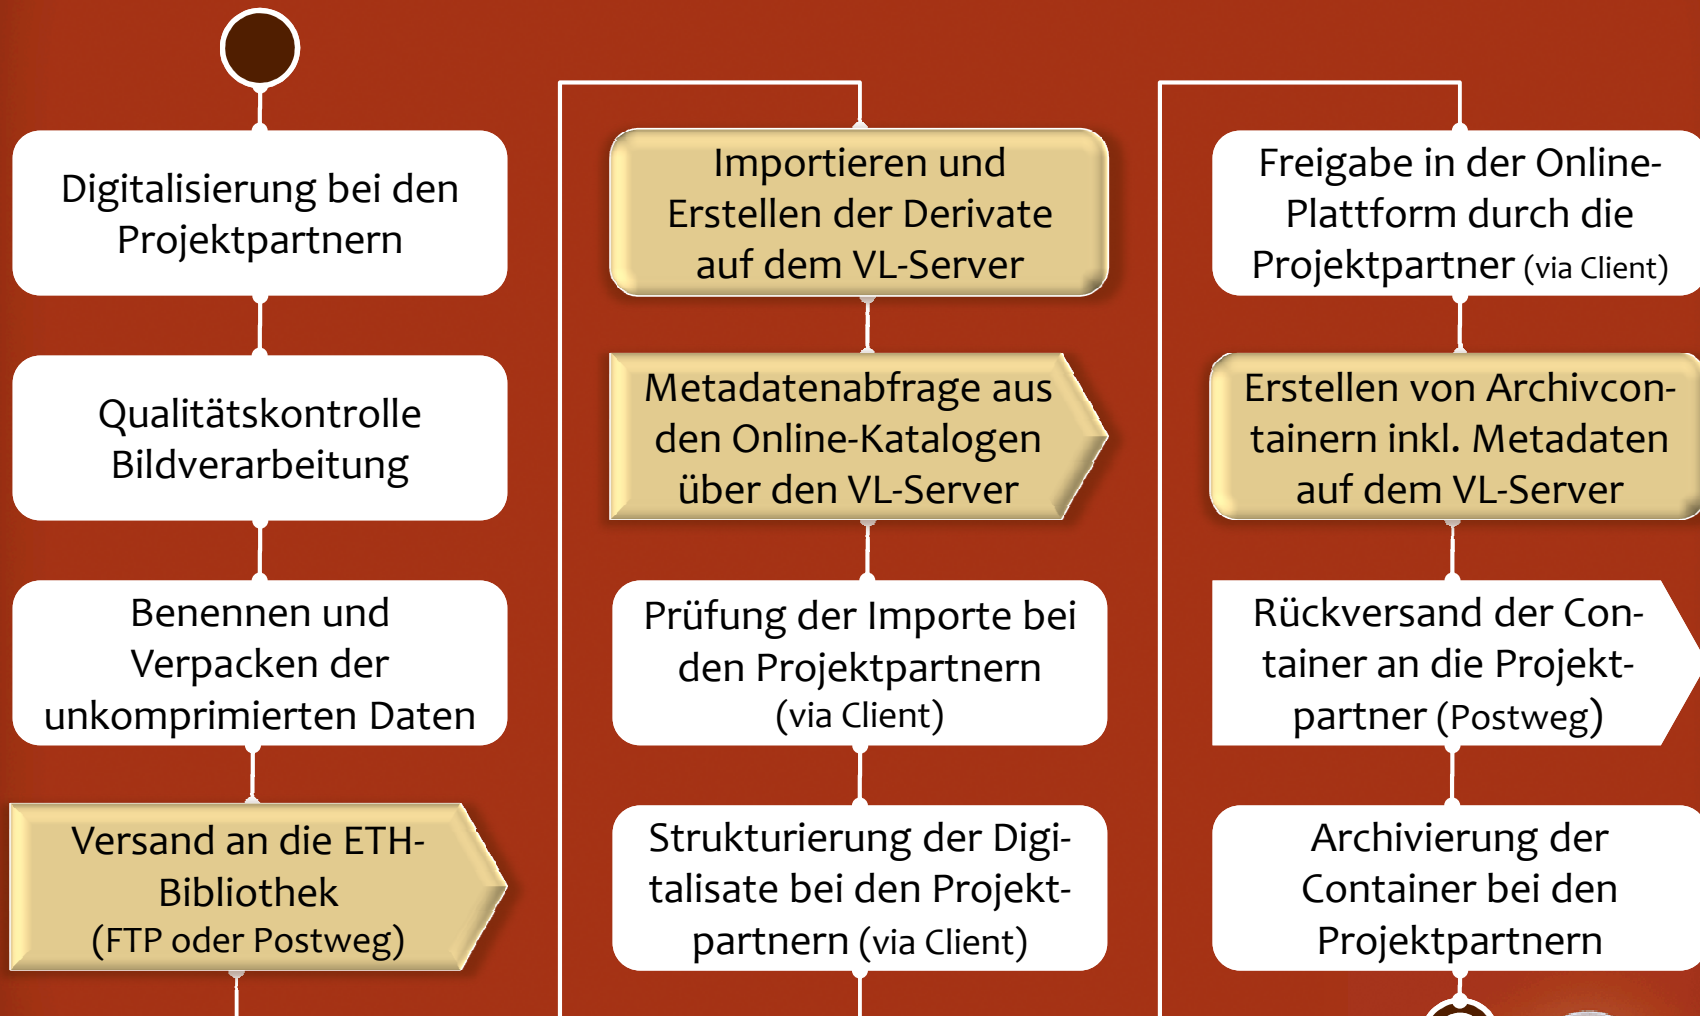 Digitalisierung bei den
Projektpartnern
Qualitätskontrolle
Bildverarbeitung
Benennen und
Verpacken der
unkomprimierten Daten
Versand an die ETH-
Bibliothek
(FTP oder Postweg)
Importieren und
Erstellen der Derivate
auf dem VL-Server
Metadatenabfrage aus
den Online-Katalogen
über den VL-Server
Prüfung der Importe bei
den Projektpartnern
(via Client)
Strukturierung der Digi-
talisate bei den Projekt-
partnern (via Client)
Freigabe in der Online-
Plattform durch die
Projektpartner (via Client)
Erstellen von Archivcon-
tainern inkl. Metadaten
auf dem VL-Server
Rückversand der Con-
tainer an die Projekt-
partner (Postweg)
Archivierung der
Container bei den
Projektpartnern